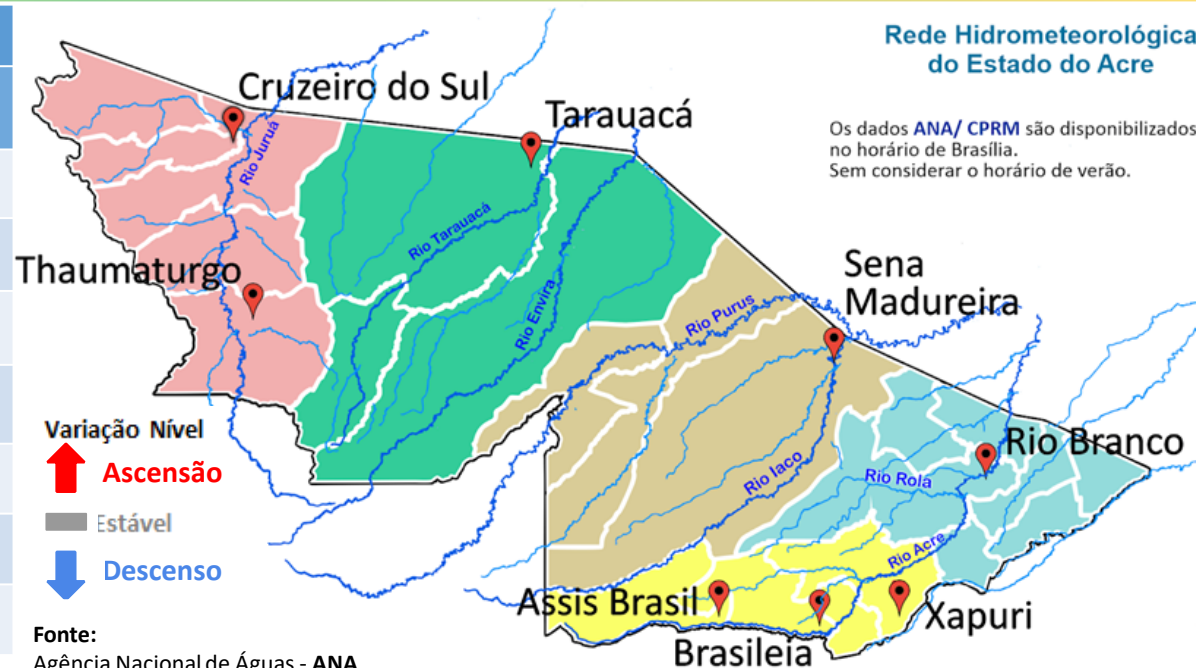 Rede Hidrometeorológica
do Estado do Acre
Os dados ANA/ CPRM são disponibilizados
no horário de Brasília.
Sem considerar o horário de verão.
Cruzeiro do Sul
Tarauacá
Rio Juruá
Rio Tarauacá
Thaumaturgo
Rio Envira
Sena
Madureira
Rio Purus
Variação Nível
Ascensão
Estável
Descenso
Rio Branco
Rio Iaco
Rio Rola
Rio Acre
Assis Brasil
Xapuri
Brasileia
Fonte:
Agência Nacional de Águas - ANA